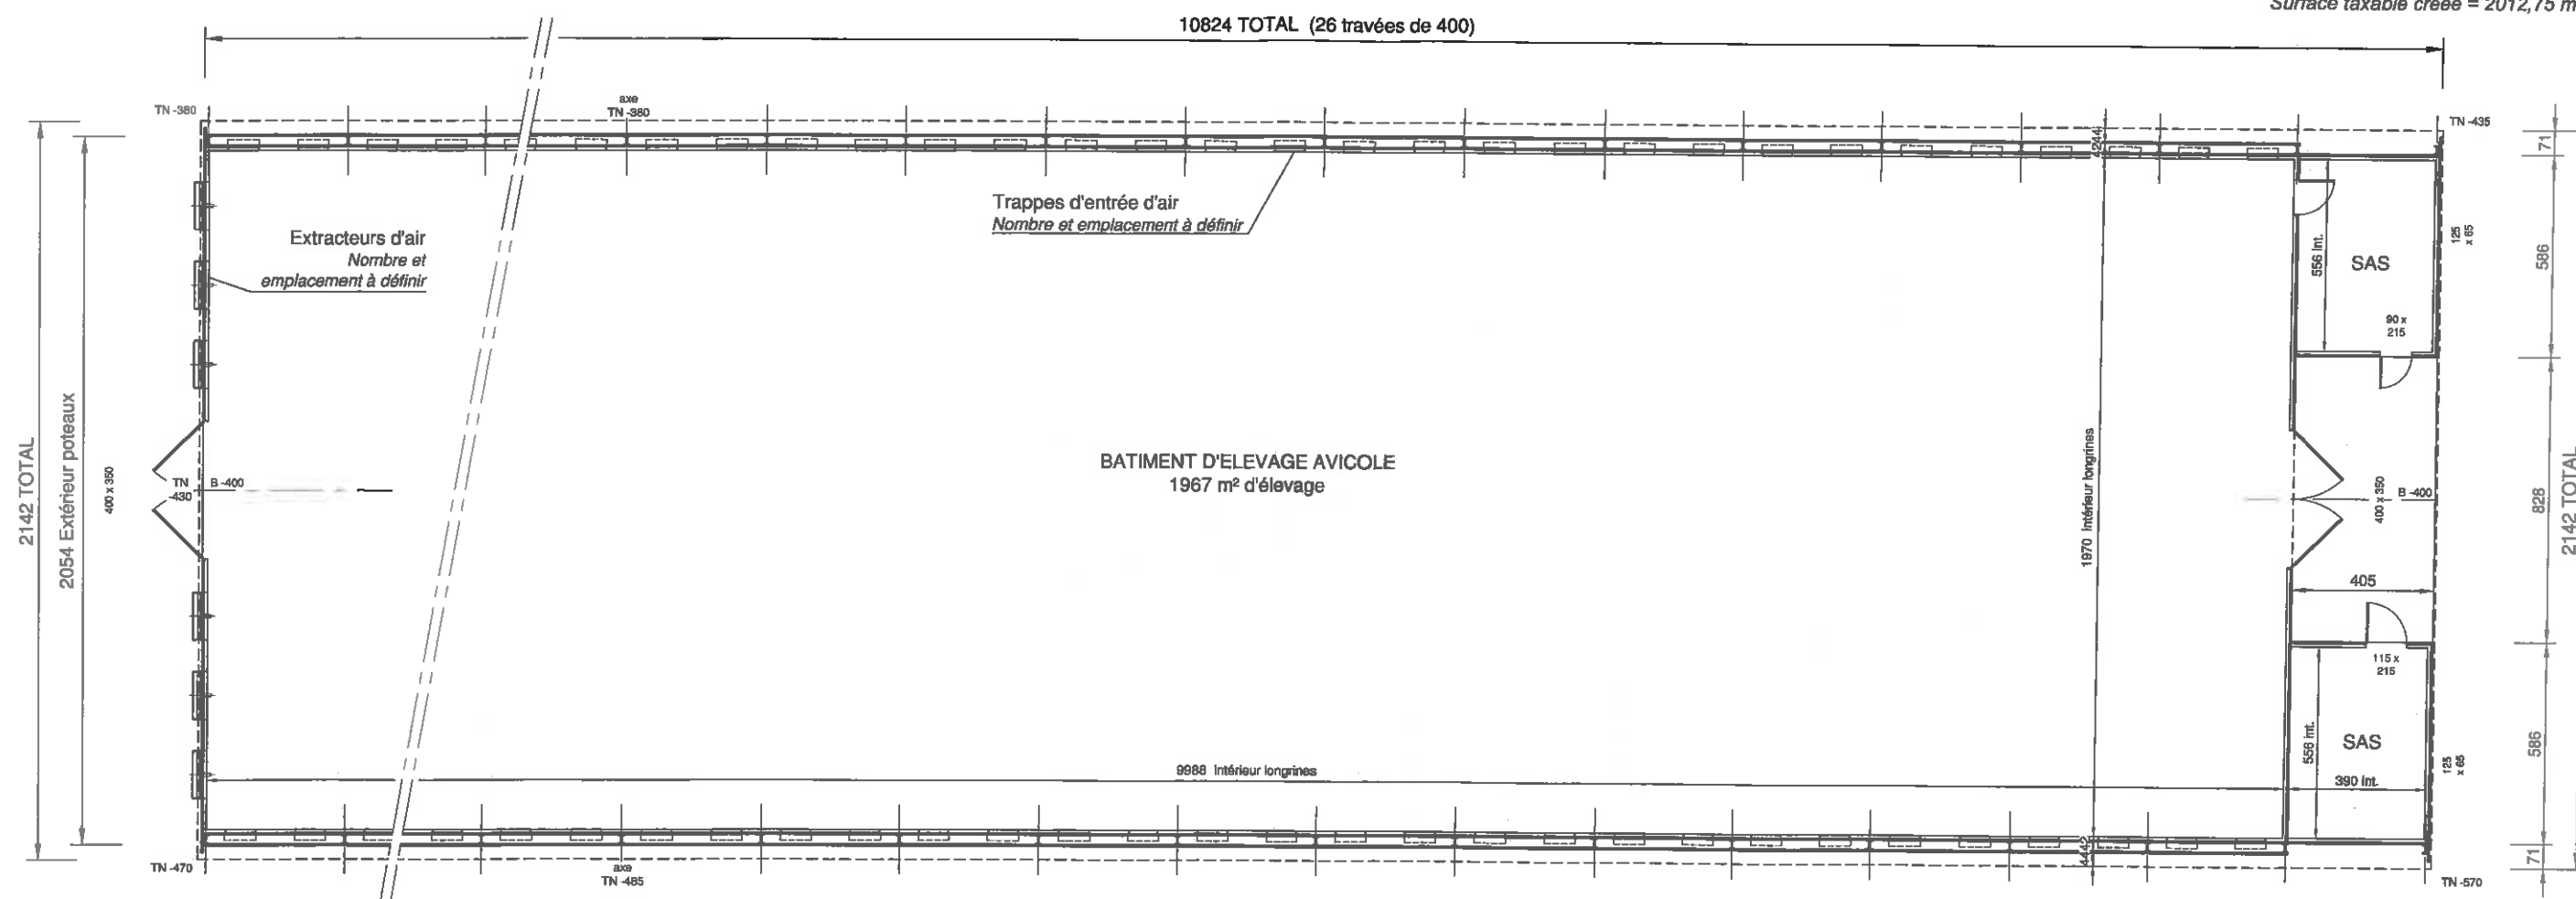 Surface taxable créée = 2012,75 m
10824 TOTAL (26 travées de 400)
TN -380
axe
TN -380
TN -435
4244
71
Trappes d'entrée d'air
Nombre et emplacement à définir
Extracteurs d'air
Nombre et
emplacement à définir
556 Int.
SAS
125
x 65
586
90 x
215
2142 TOTAL
2054 Extérieur poteaux
400 x 350
TN
-430
B -400
BATIMENT D'ELEVAGE AVICOLE
1967 m² d'élevage
1970 Intérieur longrines
400 x 350
B -400
828
2142 TOTAL
405
115 x
215
556 Int.
SAS
390 Int.
125
x 65
586
9988 Intérieur longrines
4442
71
TN -470
axe
TN -485
TN -570